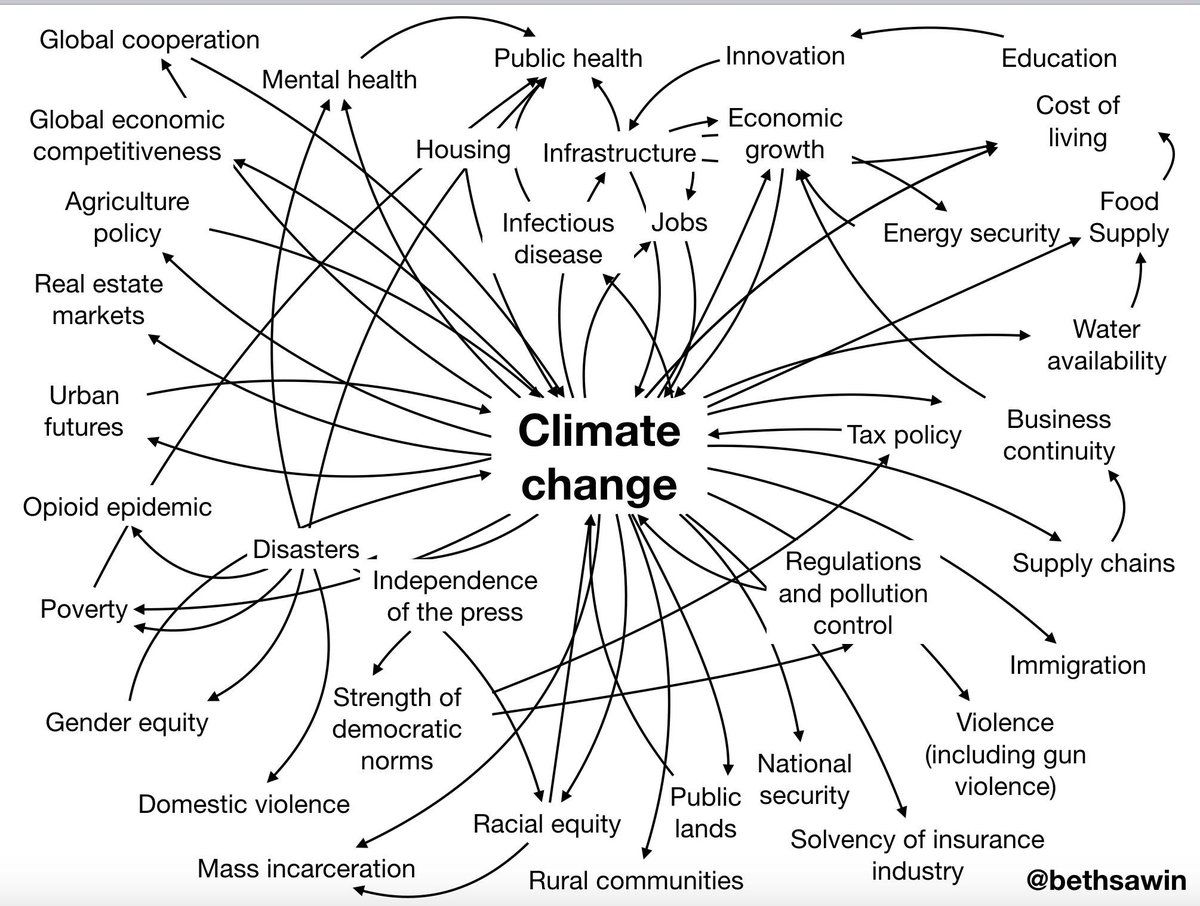 Global cooperation
Mental health
Public health
Innovation
Education
Global economic
competitiveness
Housing
Infrastructure
Economic
growth
Cost of
living
Agriculture
policy
Infectious
disease
Jobs
Energy security
Food
Supply
Real estate
markets
Water
availability
Urban
futures
Climate
change
Tax policy
Business
continuity
Opioid epidemic
Disasters
Independence
of the press
Regulations
and pollution
control
Supply chains
Poverty
Immigration
Gender equity
Strength of
democratic
norms
Violence
(including gun
violence)
Domestic violence
Racial equity
Public
lands
National
security
Solvency of insurance
industry
Mass incarceration
Rural communities
@bethsawin